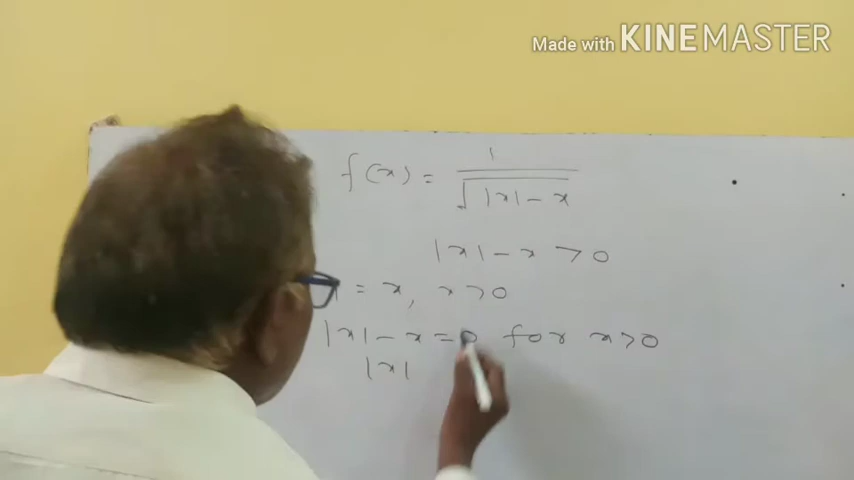 Made with KINEMASTER
f(x) = 1 / √(|x| - x)
|x| - x > 0
| = x, x > 0
|x| - x = 0 for x > 0
|x|